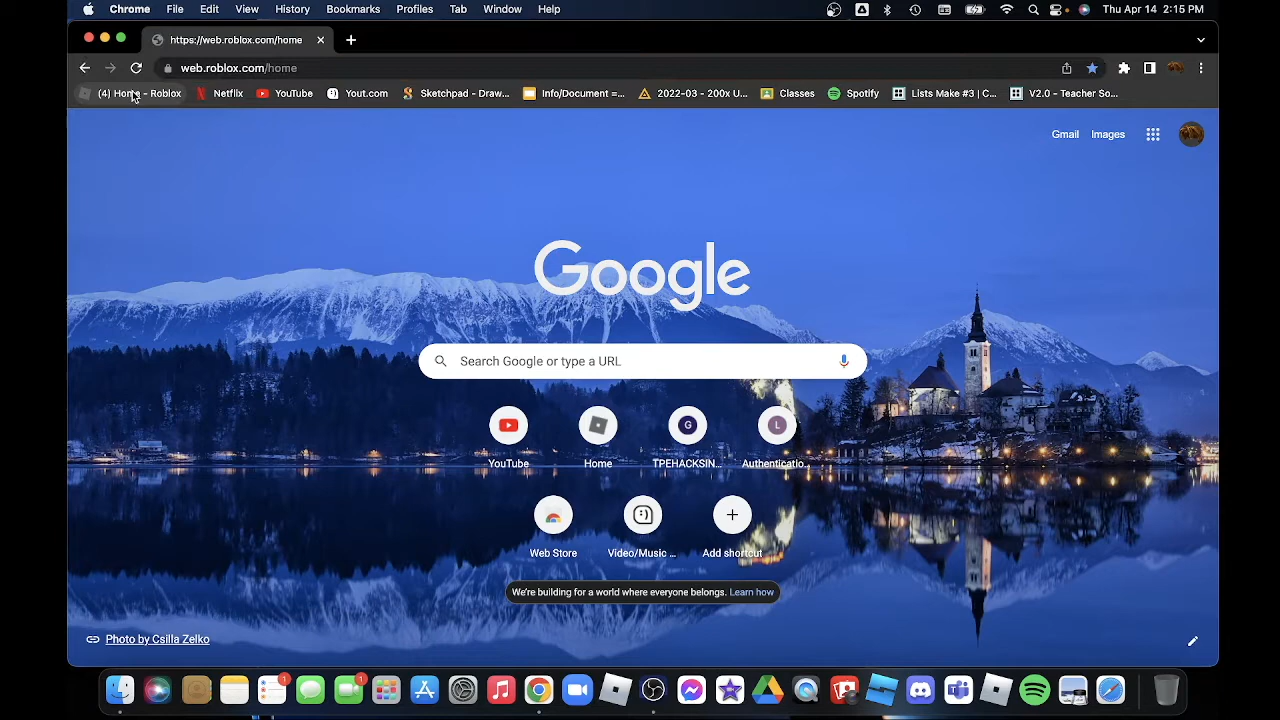 Chrome File Edit View History Bookmarks Profiles Tab Window Help Thu Apr 14 2:15 PM
https://web.roblox.com/home
web.roblox.com/home
(4) Home - Roblox Netflix YouTube Yout.com Sketchpad - Draw... Info/Document =... 2022-03 - 200x U... Classes Spotify Lists Make #3 | C... V2.0 - Teacher So...
Gmail Images
Google
Search Google or type a URL
YouTube Home TPEHACKSIN... Authenticatio...
Web Store Video/Music ... Add shortcut
We're building for a world where everyone belongs. Learn how
Photo by Csilla Zelko
1 1